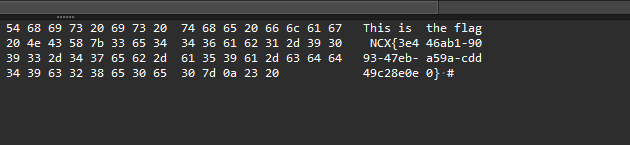 54 68 69 73 20 69 73 20 74 68 65 20 66 6c 61 67 This is the flag
20 4e 43 58 7b 33 65 34 34 36 61 62 31 2d 39 30 NCX{3e4 46ab1-90
39 33 2d 34 37 65 62 2d 61 35 39 61 2d 63 64 64 93-47eb- a59a-cdd
34 39 63 32 38 65 30 65 30 7d 0a 23 20 49c28e0e 0}·#